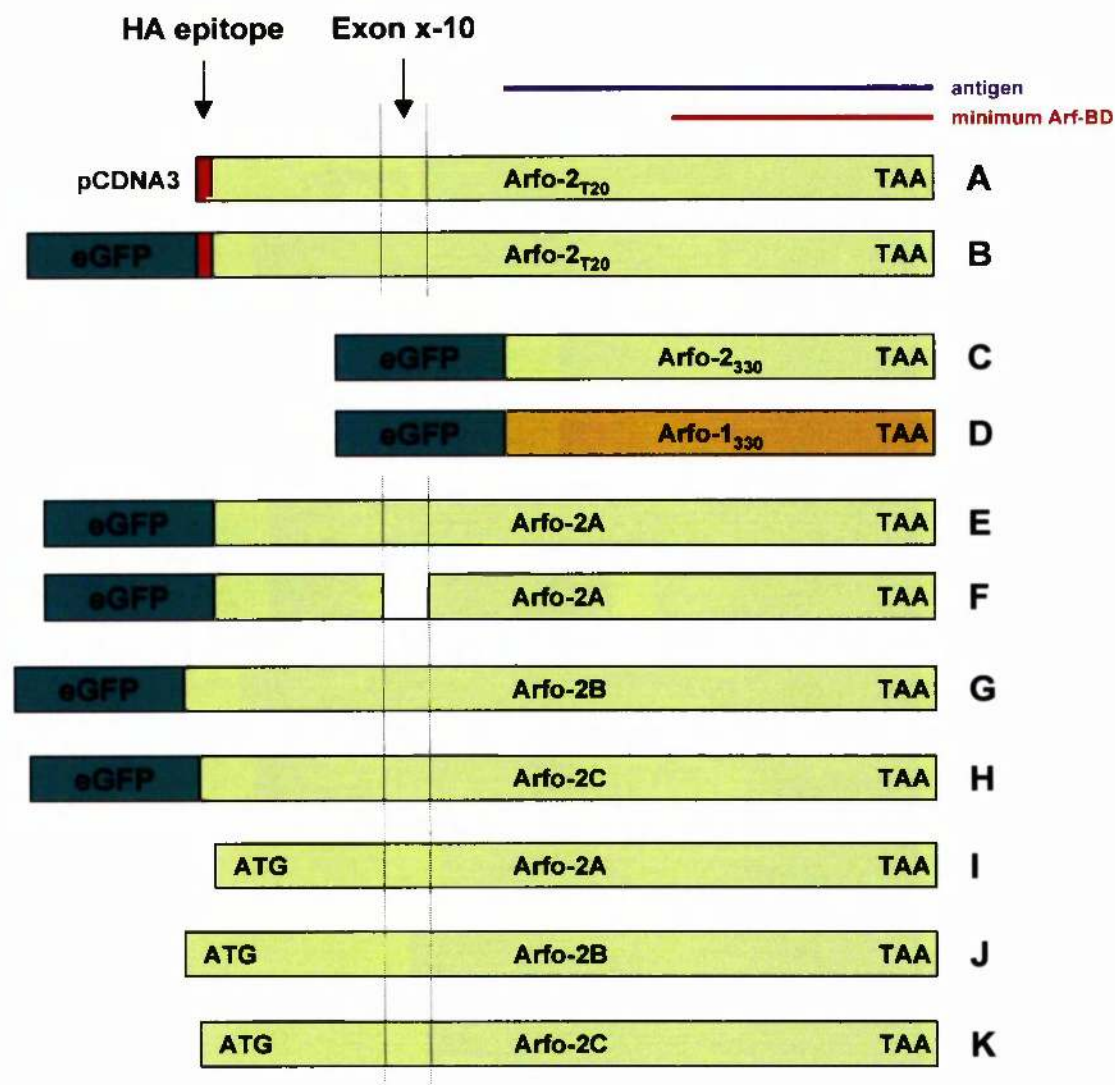 HA epitope Exon x-10
antigen
minimum Arf-BD
pCDNA3 Arfo-2T20 TAA A
eGFP Arfo-2T20 TAA B
eGFP Arfo-2330 TAA C
eGFP Arfo-1330 TAA D
eGFP Arfo-2A TAA E
eGFP Arfo-2A TAA F
eGFP Arfo-2B TAA G
eGFP Arfo-2C TAA H
ATG Arfo-2A TAA I
ATG Arfo-2B TAA J
ATG Arfo-2C TAA K